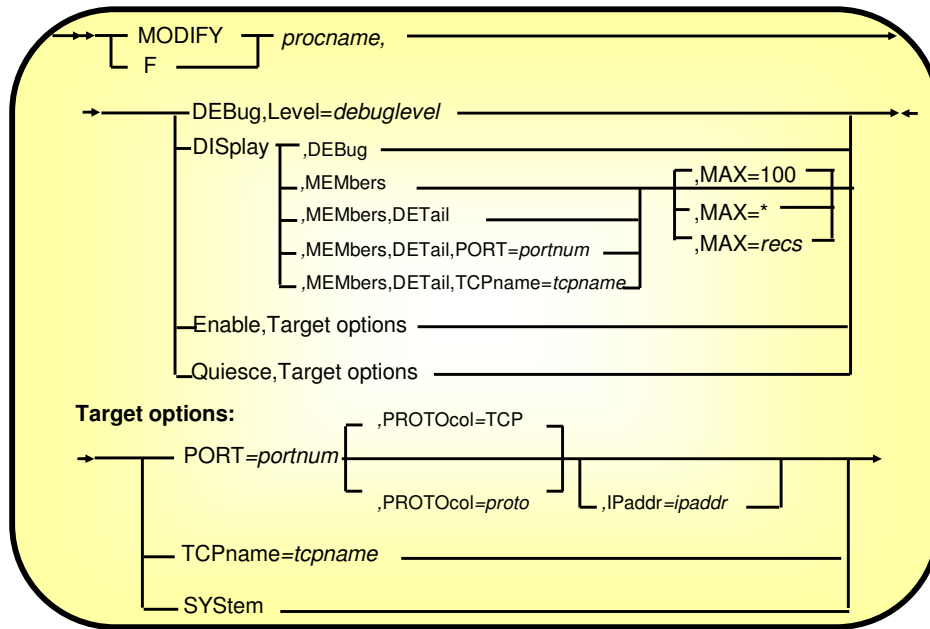 MODIFY procname,
F
DEBug,Level=debuglevel
DISplay ,DEBug
,MEMbers ,MAX=100
,MEMbers,DETail ,MAX=*
,MEMbers,DETail,PORT=portnum ,MAX=recs
,MEMbers,DETail,TCPname=tcpname
Enable,Target options
Quiesce,Target options
Target options:
,PROTOcol=TCP
PORT=portnum
,PROTOcol=proto ,IPaddr=ipaddr
TCPname=tcpname
SYStem